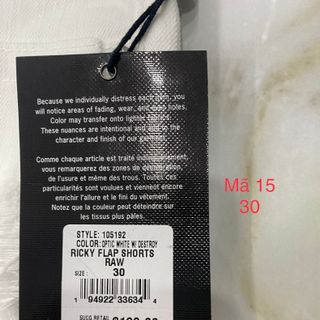 Because we individually distress each item, you will notice
areas of fading, wear, and even holes.
Color may transfer onto lighter fabrics.
These nuances are intentional and add to the
character and finish of your garment.
Comme chaque article est traité individuellement,
vous remarquerez des zones de décoloration,
de l'usure et même des trous. Toutes ces
particularités sont voulues et viennent encore
enrichir l'allure et le fini du vêtement.
Notez que la couleur peut déteindre sur
les tissus plus pâles.
STYLE: 105192
COLOR: OPTIC WHITE W/ DESTROY
RICKY FLAP SHORTS
RAW
SIZE: 30
1 94922 33634 4
SUGG RETAIL
Mã 15
30